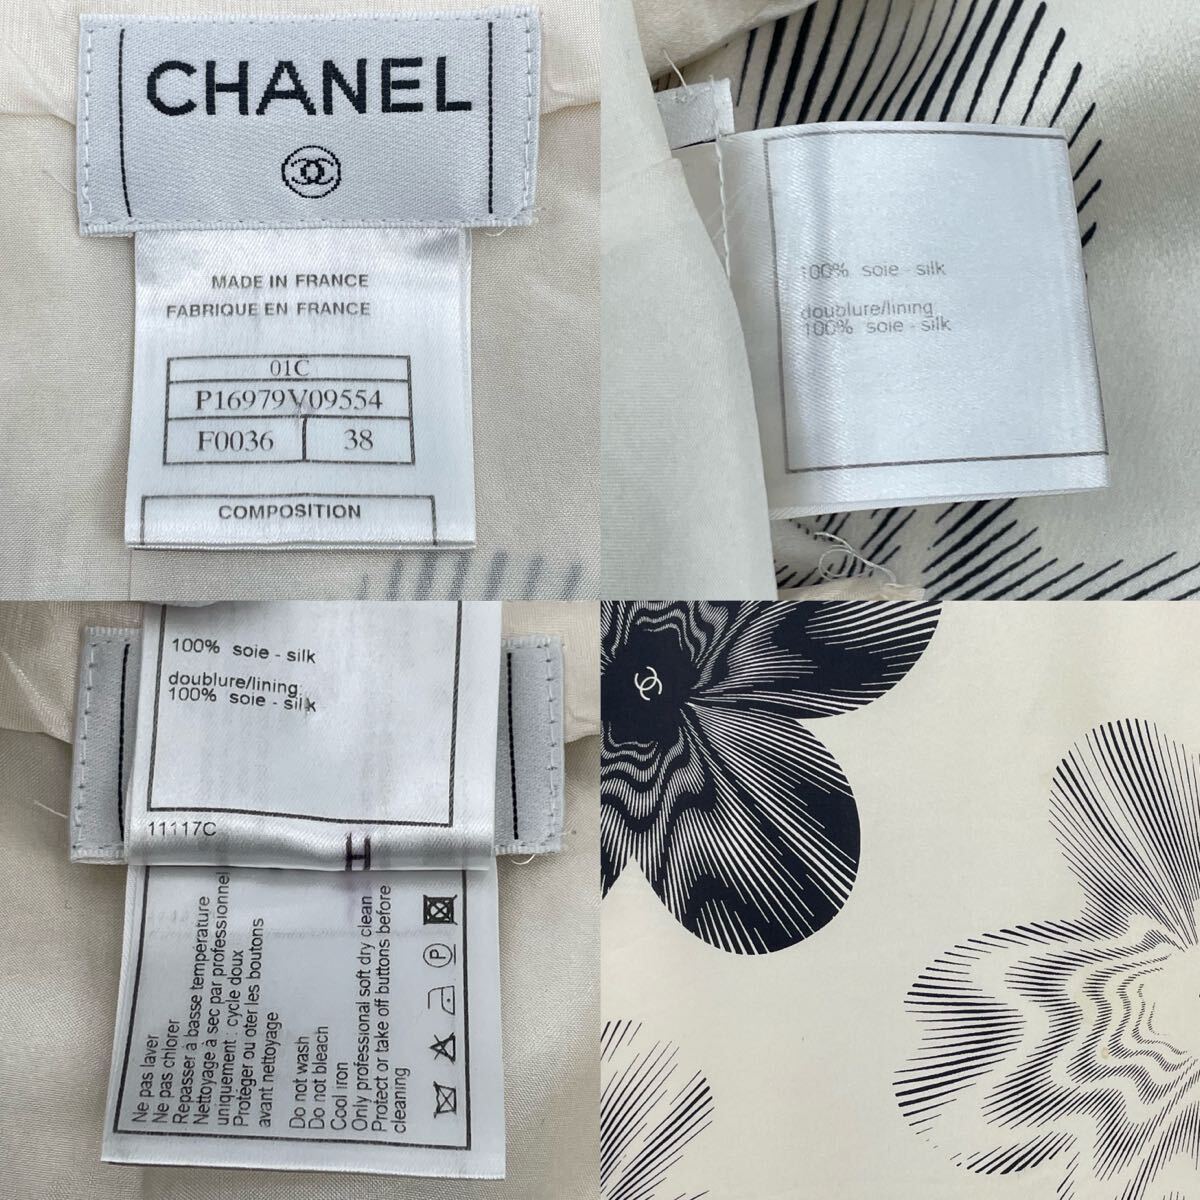 CHANEL
MADE IN FRANCE
FABRIQUE EN FRANCE
01C
P16979V09554
F0036 38
COMPOSITION
100% soie - silk
doublure/lining
100% soie - silk
100% soie - silk
doublure/lining
100% soie - silk
11117C
H
Ne pas laver
Ne pas chlorer
Repasser à basse température
Nettoyage à sec par professionnel
uniquement : cycle doux
Protéger ou oter les boutons
avant nettoyage
Do not wash
Do not bleach
Cool iron
Only professional soft dry clean
Protect or take off buttons before
cleaning
P